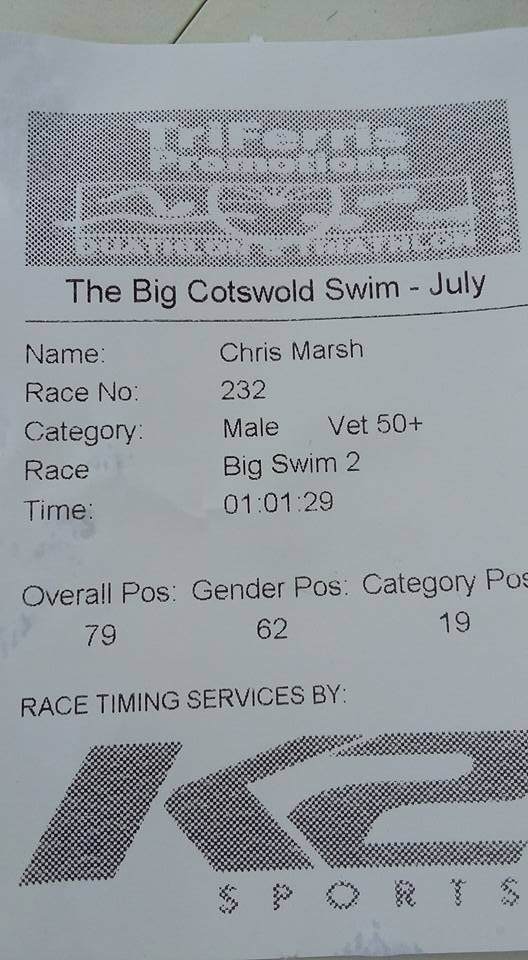 TriFerris
Promotions
DUATHLON & TRIATHLON
The Big Cotswold Swim - July
Name: Chris Marsh
Race No: 232
Category: Male Vet 50+
Race Big Swim 2
Time: 01:01:29
Overall Pos: Gender Pos: Category Pos
79 62 19
RACE TIMING SERVICES BY:
K2
SPORTS